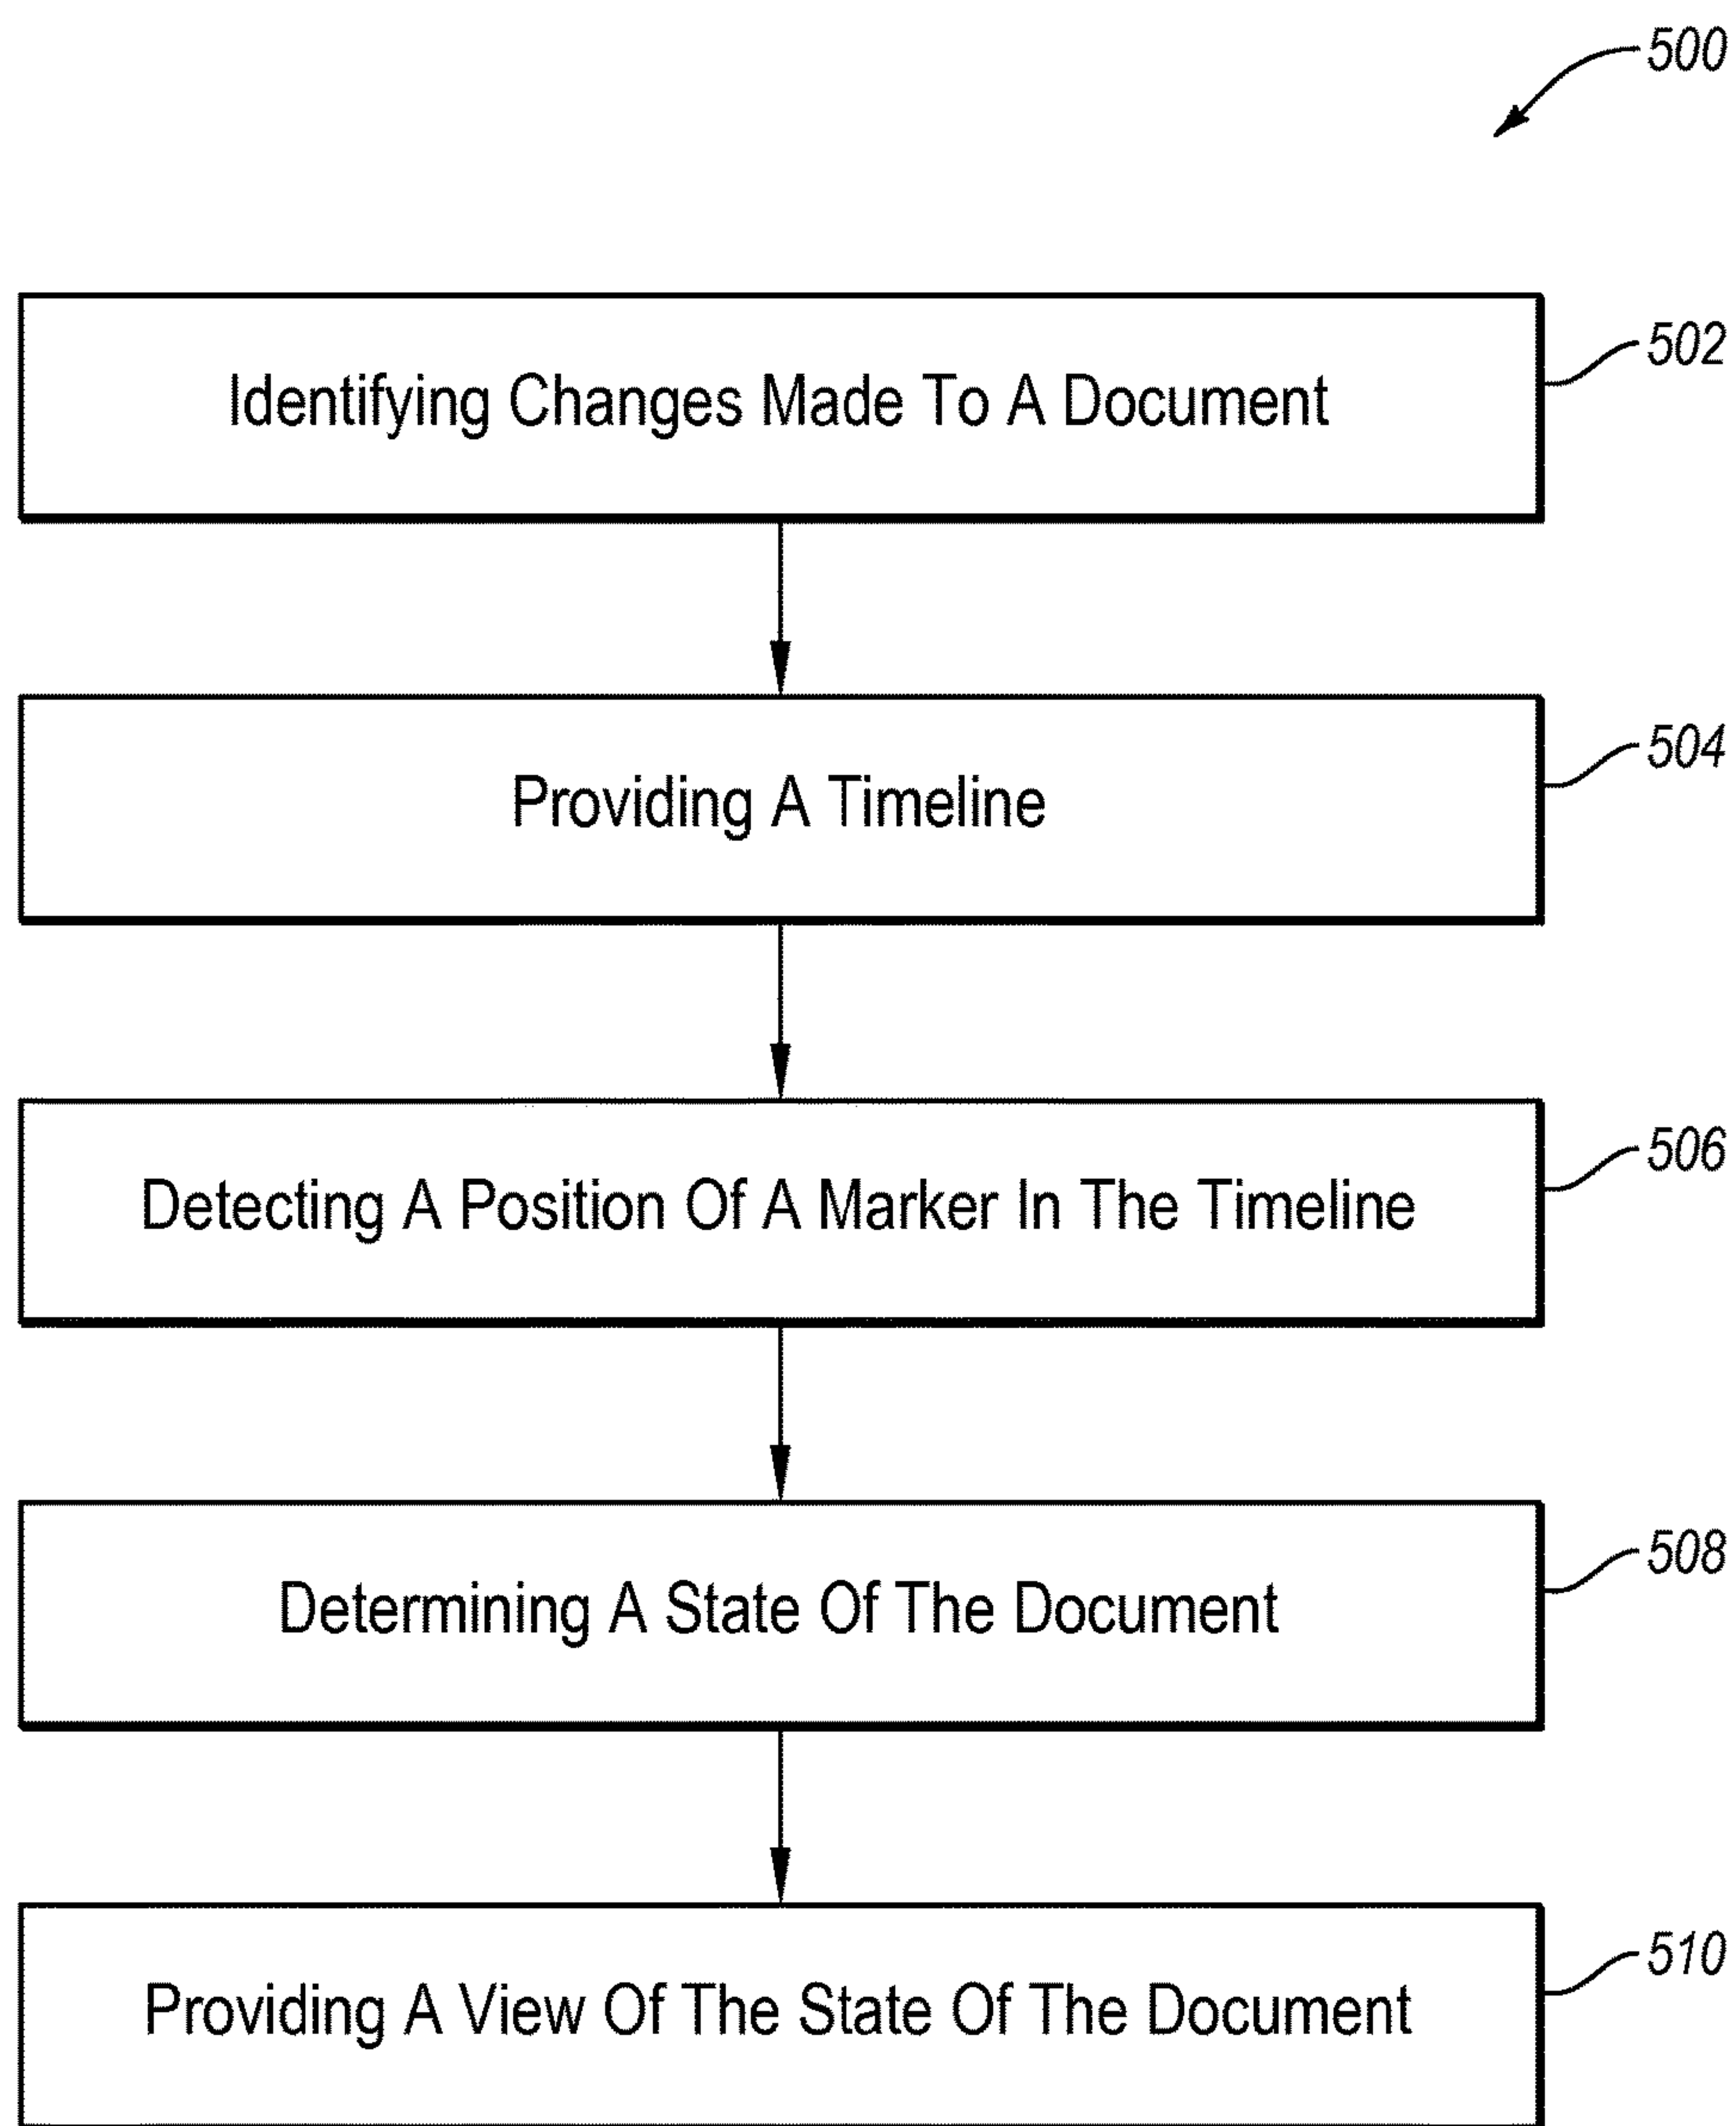 500
Identifying Changes Made To A Document
502
Providing A Timeline
504
Detecting A Position Of A Marker In The Timeline
506
Determining A State Of The Document
508
Providing A View Of The State Of The Document
510